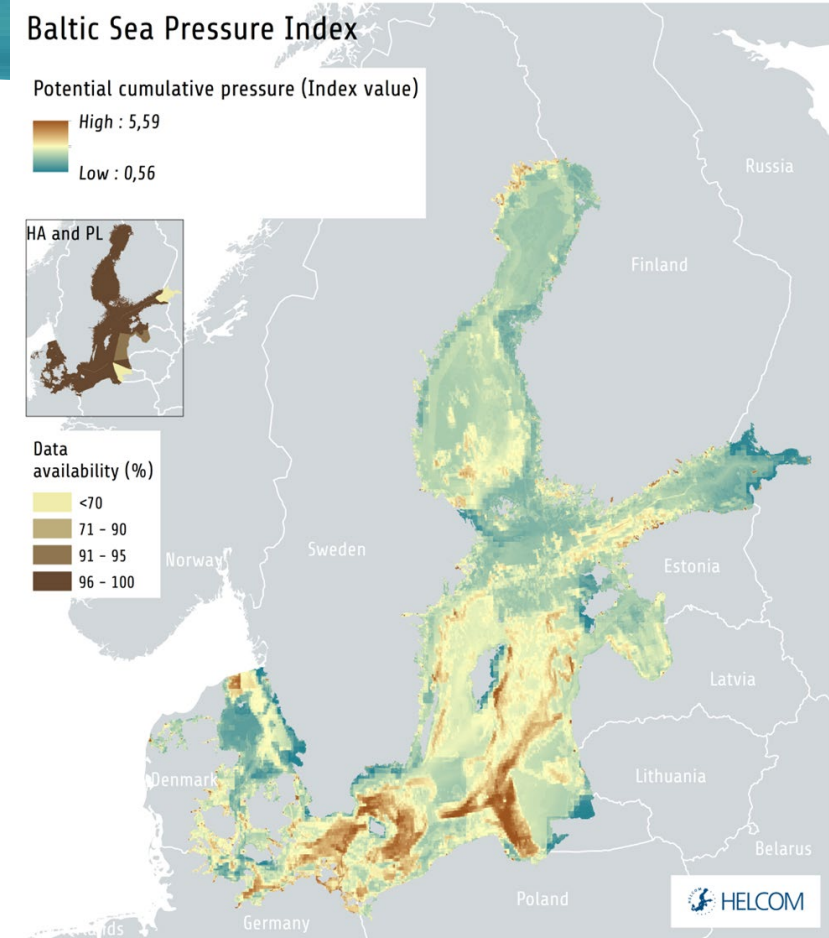 Baltic Sea Pressure Index
Potential cumulative pressure (Index value)
High : 5,59
Low : 0,56
Russia
HA and PL
Finland
Data
availability (%)
<70
71 - 90
91 - 95
96 - 100
Norway
Sweden
Estonia
Latvia
Denmark
Lithuania
Belarus
Poland
HELCOM
Germany